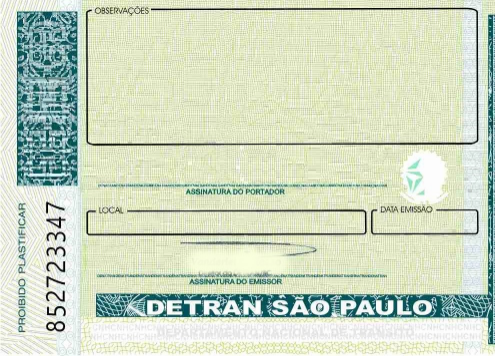 OBSERVAÇÕES
ASSINATURA DO PORTADOR
LOCAL
DATA EMISSÃO
ASSINATURA DO EMISSOR
DETRAN SÃO PAULO
DEPARTAMENTO NACIONAL DE TRANSITO
PROIBIDO PLASTIFICAR
852723347